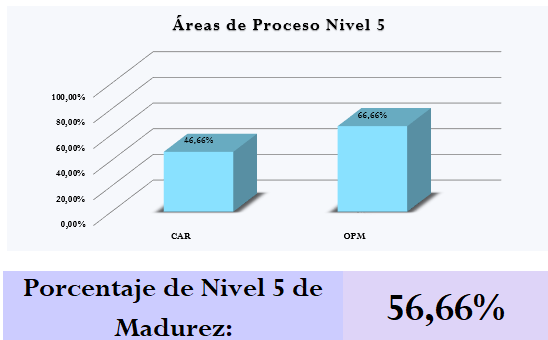 Áreas de Proceso Nivel 5
100,00%
80,00%
60,00%
40,00%
20,00%
0,00%
46,66%
66,66%
CAR
OPM
Porcentaje de Nivel 5 de
Madurez:
56,66%